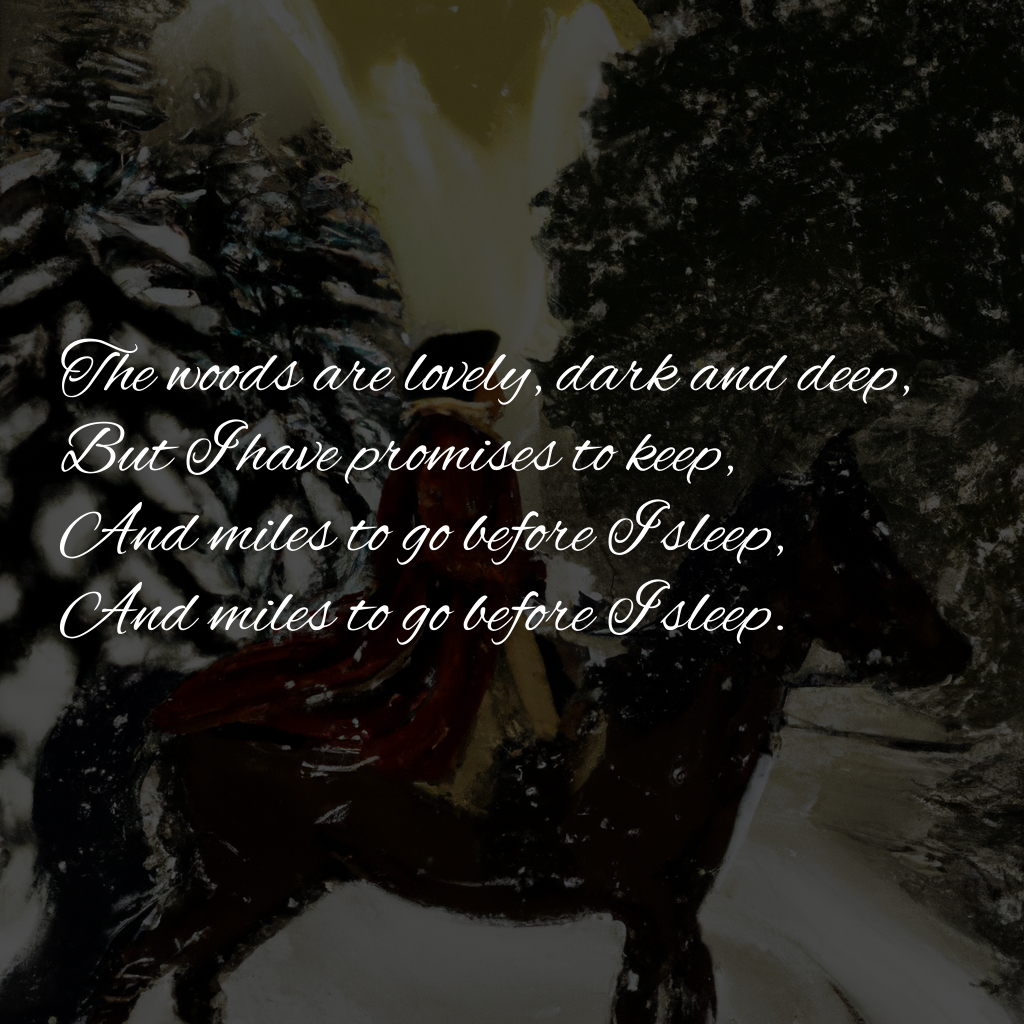 The woods are lovely, dark and deep,
But I have promises to keep,
And miles to go before I sleep,
And miles to go before I sleep.